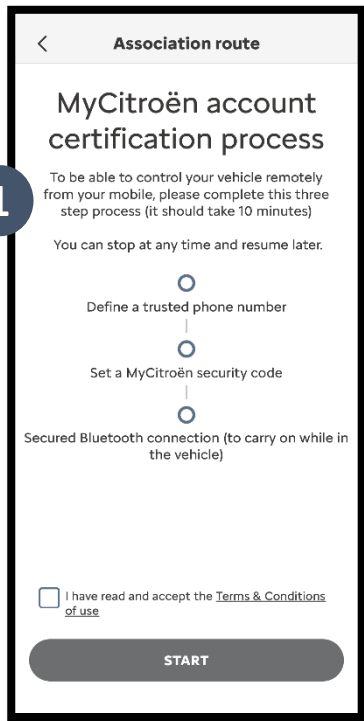 Association route
MyCitroën account
certification process
1
To be able to control your vehicle remotely
from your mobile, please complete this three
step process (it should take 10 minutes)
You can stop at any time and resume later.
Define a trusted phone number
Set a MyCitroën security code
Secured Bluetooth connection (to carry on while in
the vehicle)
I have read and accept the Terms & Conditions
of use
START